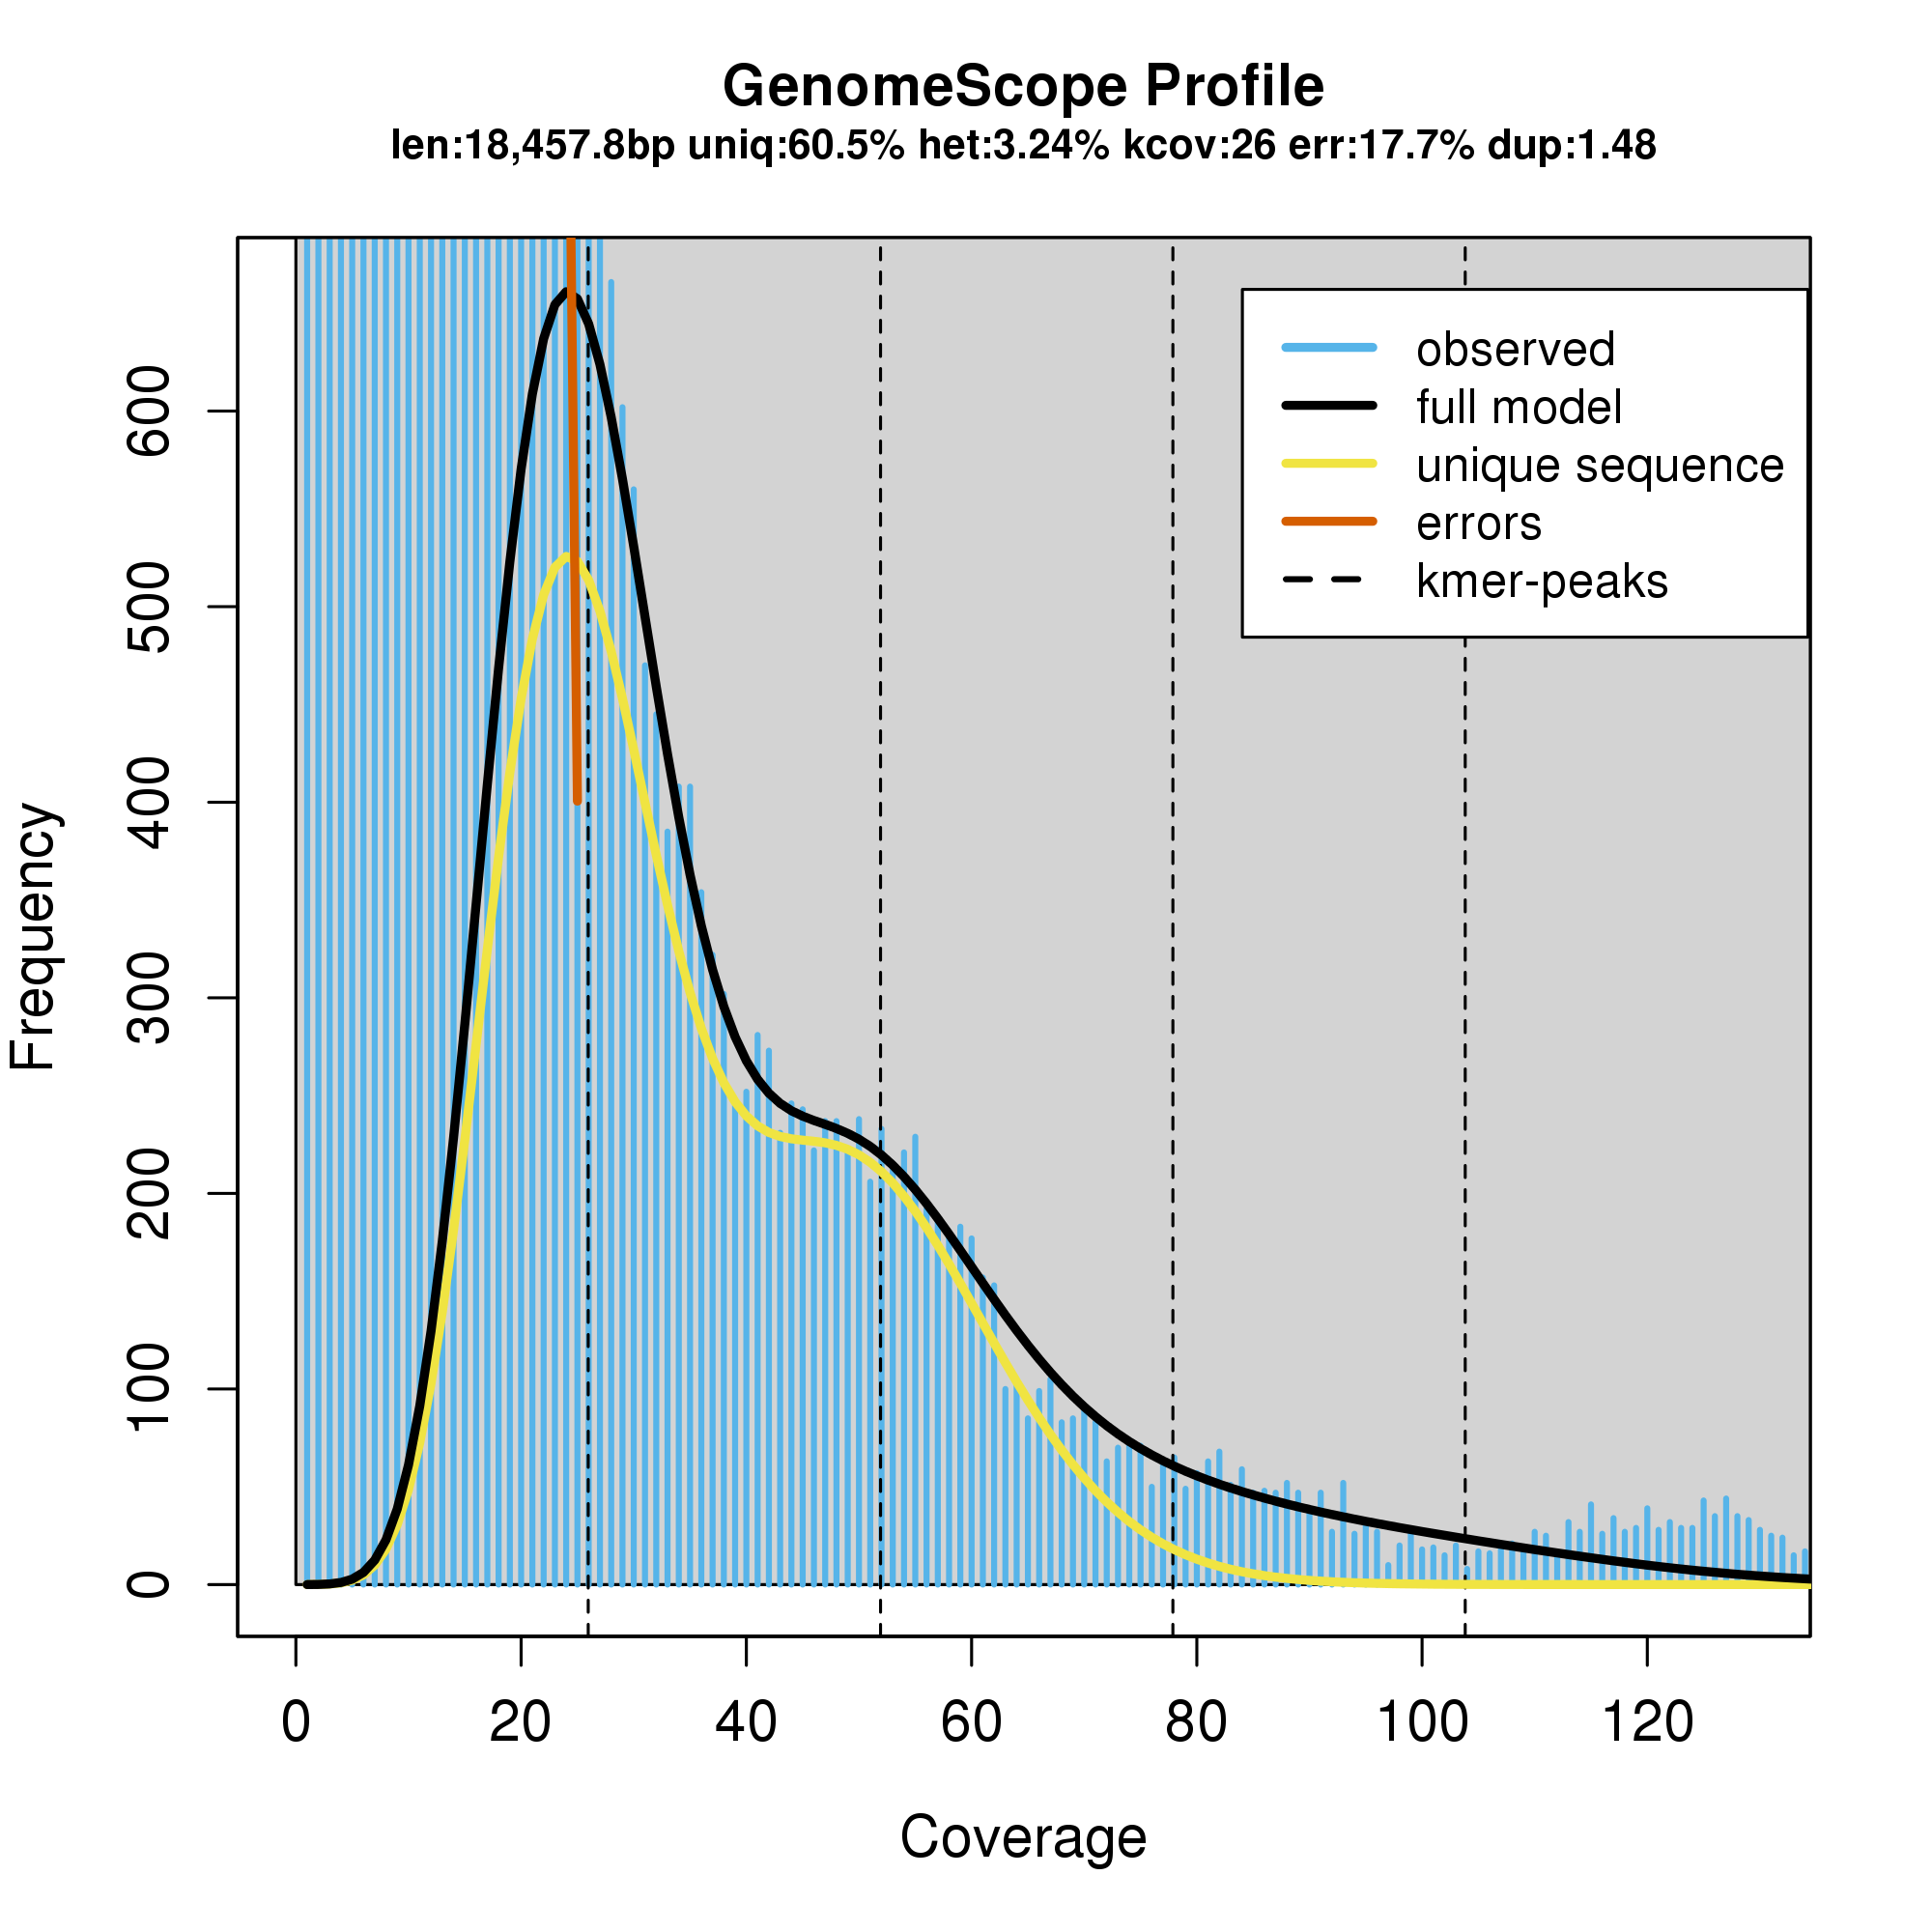 GenomeScope Profile
len:18,457.8bp uniq:60.5% het:3.24% kcov:26 err:17.7% dup:1.48
observed
full model
unique sequence
errors
kmer-peaks
Frequency
600
500
400
300
200
100
0
0 20 40 60 80 100 120
Coverage